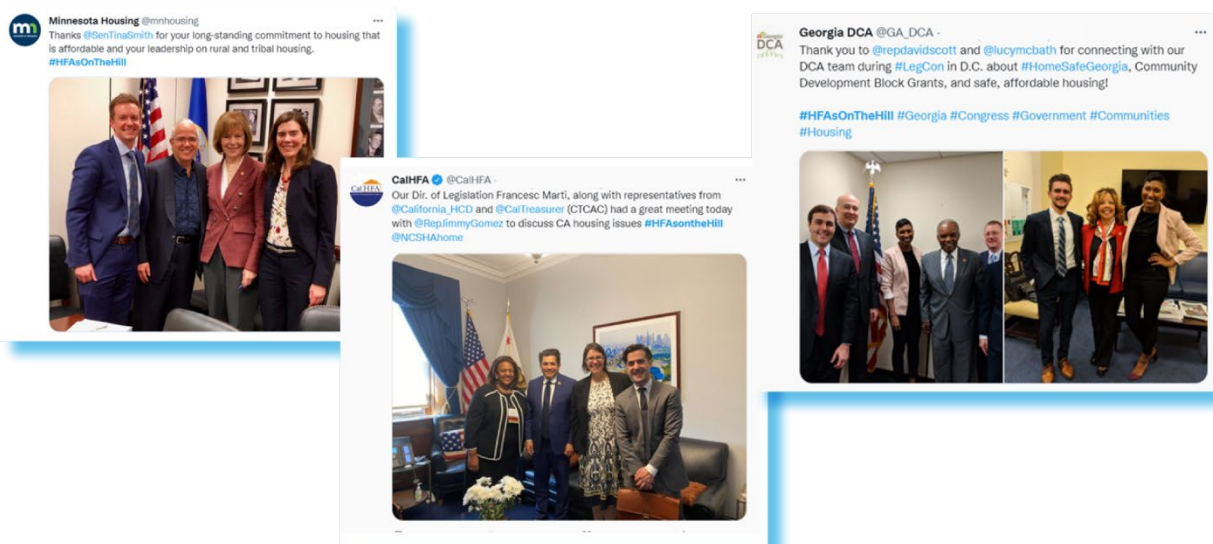 Minnesota Housing @mnhousing
Thanks @SenTinaSmith for your long-standing commitment to housing that
is affordable and your leadership on rural and tribal housing.
#HFAsOnTheHill
CalHFA
CalHFA @CalHFA ·
Our Dir. of Legislation Francesc Marti, along with representatives from
@California_HCD and @CalTreasurer (CTCAC) had a great meeting today
with @RepJimmyGomez to discuss CA housing issues #HFAsontheHill
@NCSHAhome
DCA
Georgia DCA @GA_DCA ·
Thank you to @repdavidscott and @lucymcbath for connecting with our
DCA team during #LegCon in D.C. about #HomeSafeGeorgia, Community
Development Block Grants, and safe, affordable housing!
#HFAsOnTheHill #Georgia #Congress #Government #Communities
#Housing